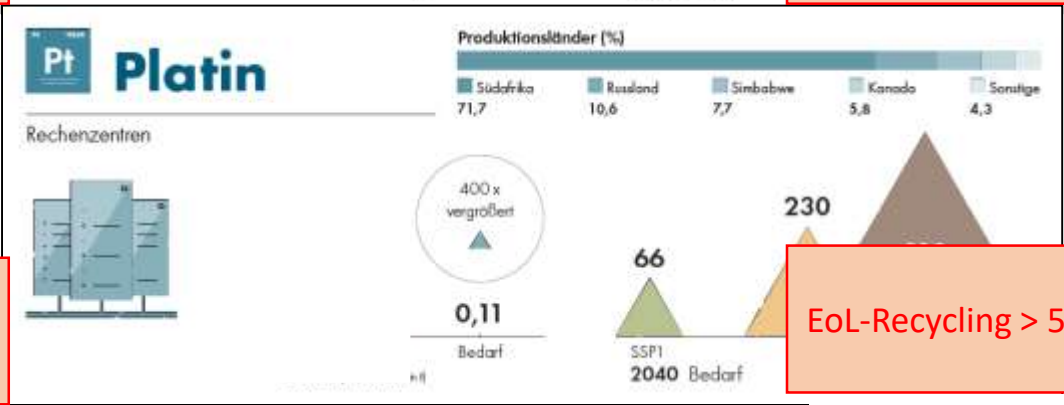 Pt
Platin
Rechenzentren
Produktionsländer (%)
Südafrika Russland Simbabwe Kanada Sonstige
71,7 10,6 7,7 5,8 4,3
400 x
vergrößert
0,11
Bedarf
66
230
SSP1
2040 Bedarf
EoL-Recycling > 5